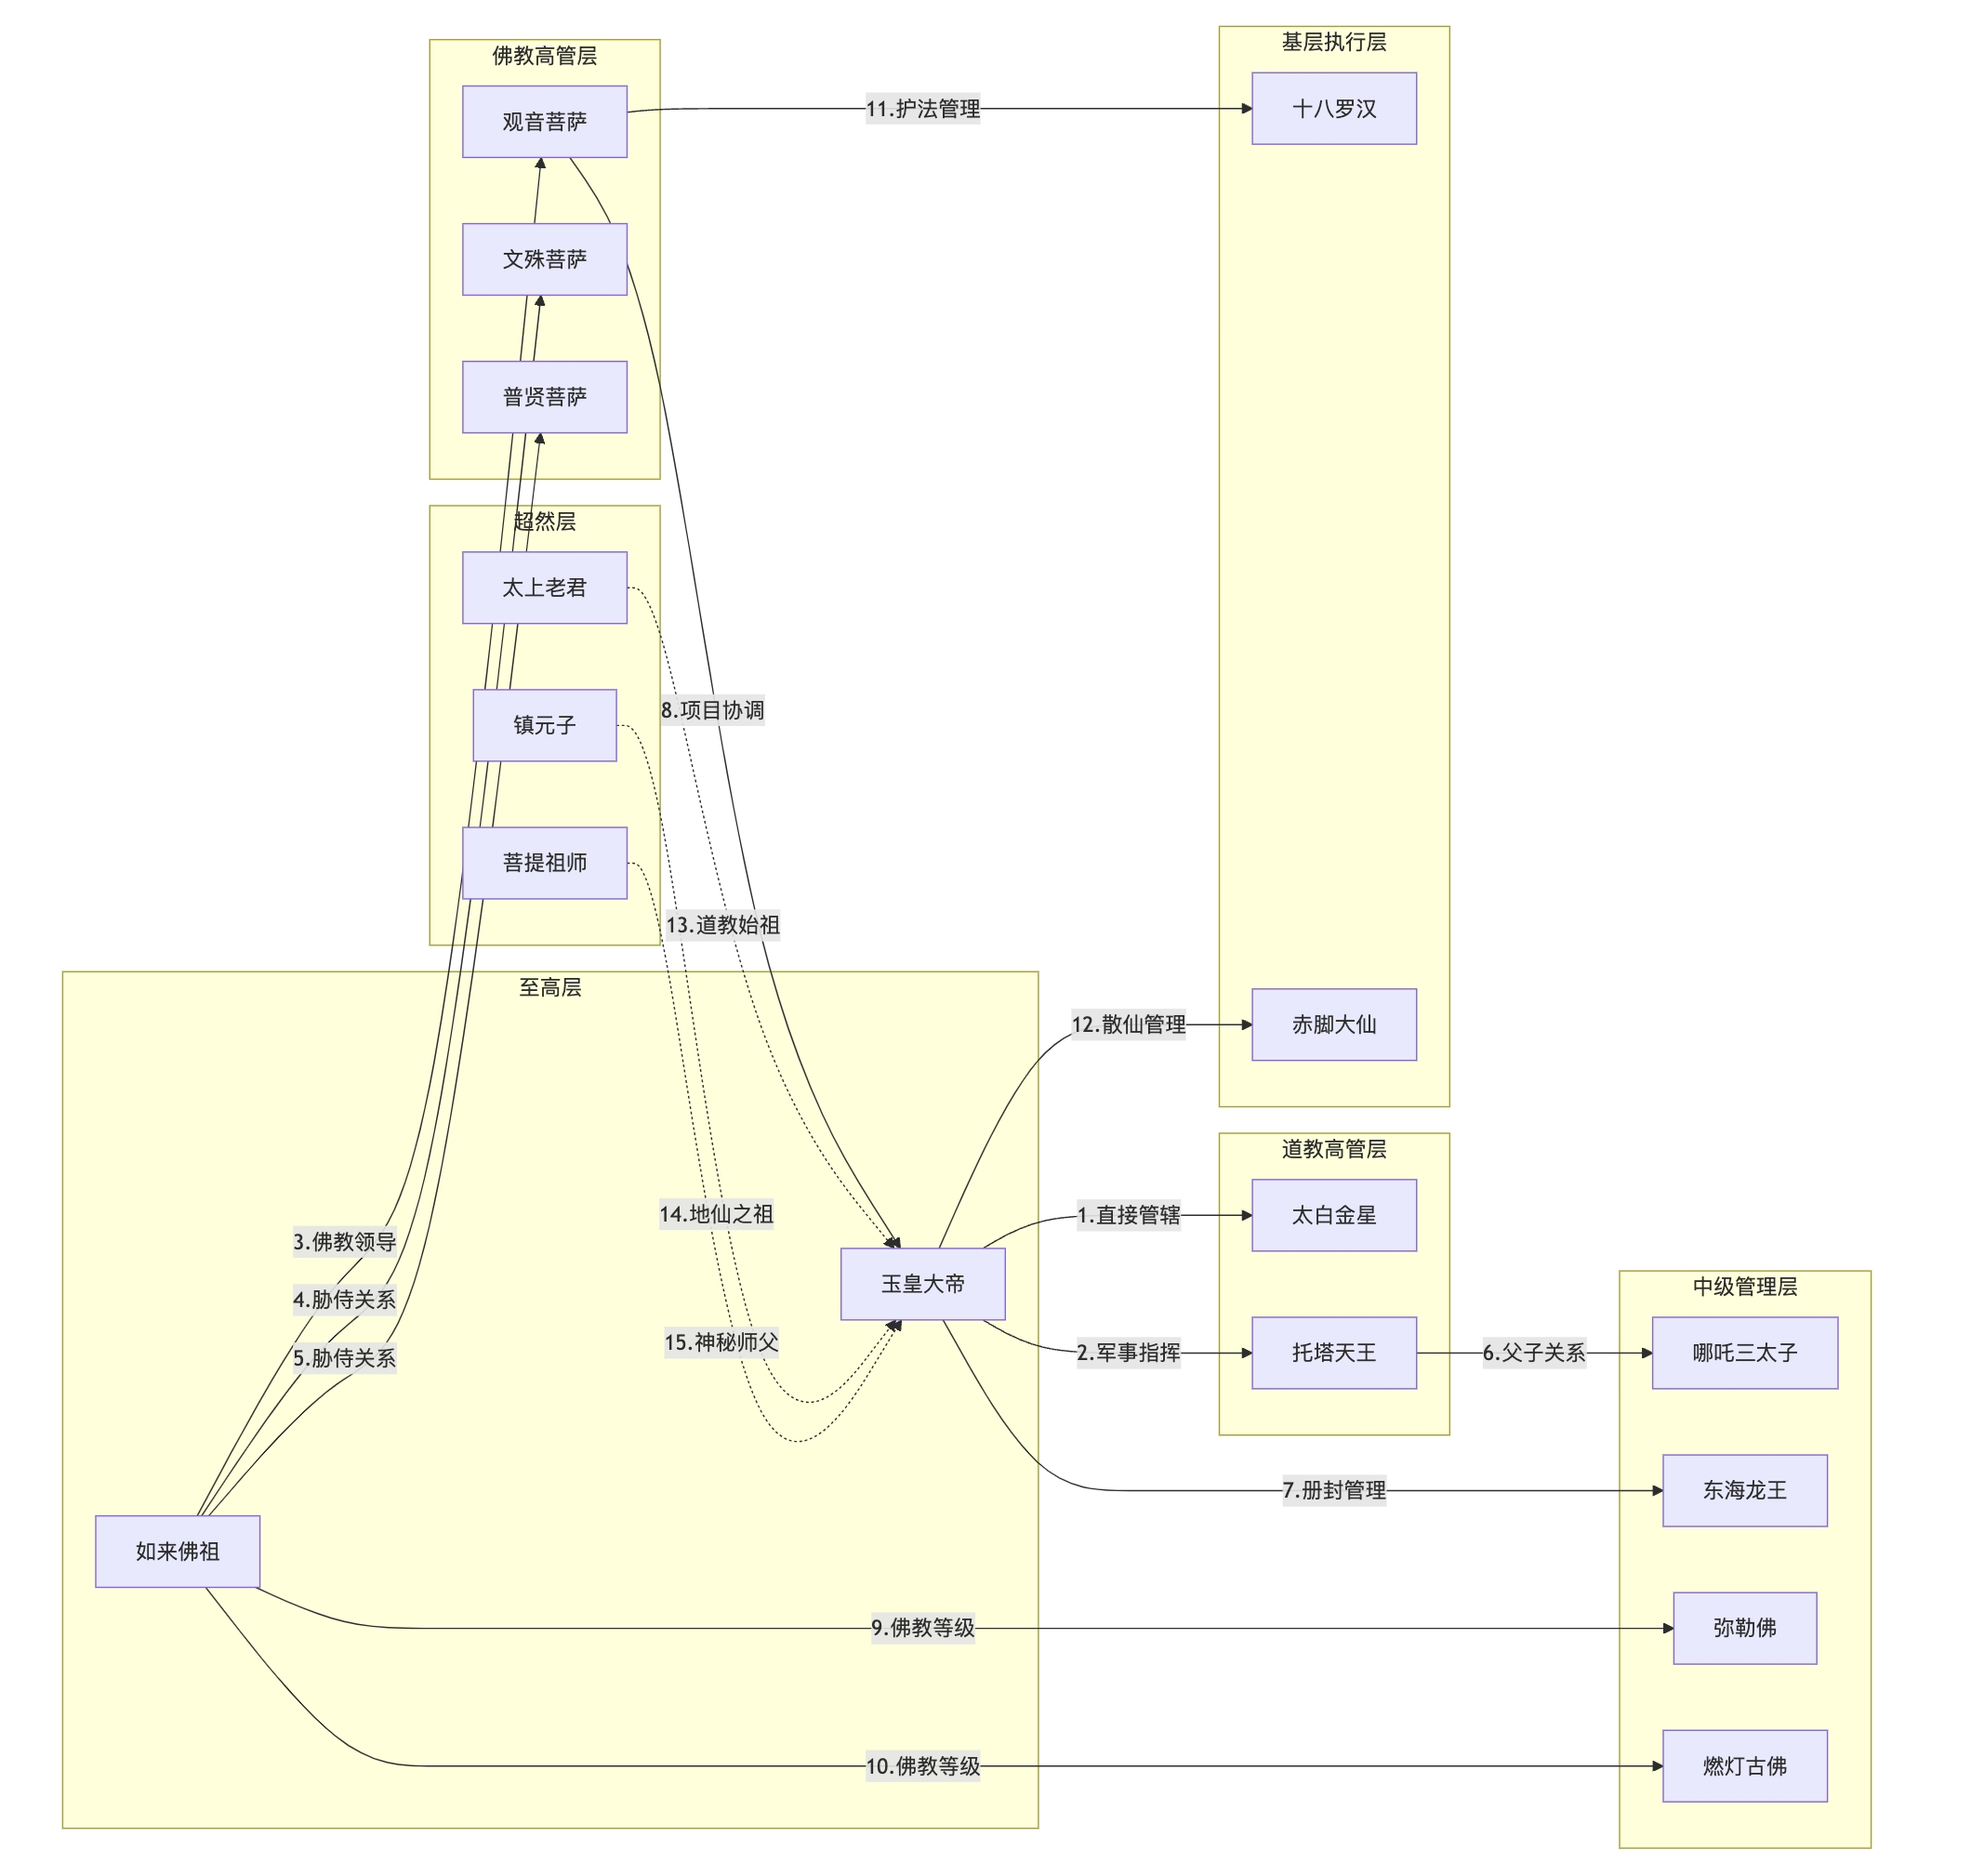 佛教高管层
观音菩萨
文殊菩萨
普贤菩萨
超然层
太上老君
镇元子
菩提祖师
至高层
如来佛祖
玉皇大帝
基层执行层
十八罗汉
赤脚大仙
道教高管层
太白金星
托塔天王
中级管理层
哪吒三太子
东海龙王
弥勒佛
燃灯古佛
11.护法管理
8.项目协调
13.道教始祖
12.散仙管理
14.地仙之祖
1.直接管辖
3.佛教领导
4.胁侍关系
15.神秘师父
2.军事指挥
6.父子关系
5.胁侍关系
7.册封管理
9.佛教等级
10.佛教等级